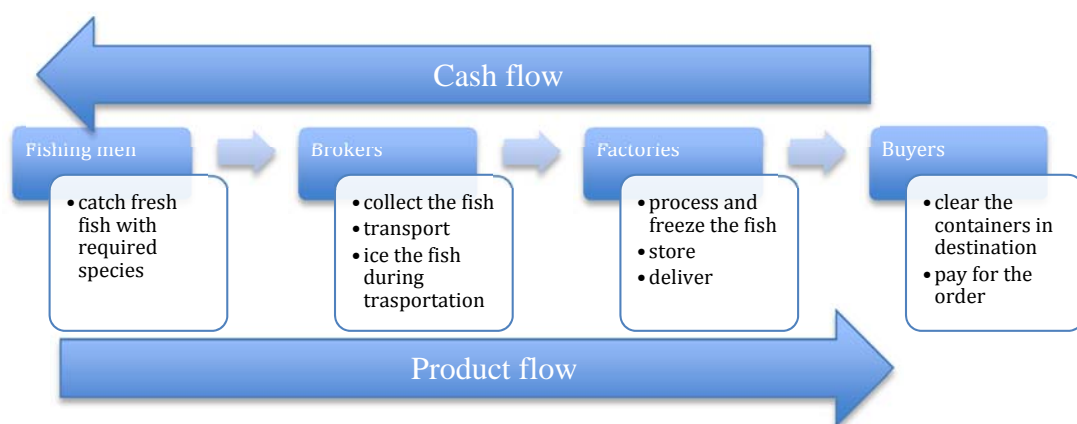 Cash flow
Fishing men
Brokers
Factories
Buyers
• catch fresh
fish with
required
species
• collect the fish
• transport
• ice the fish
during
trasportation
• process and
freeze the fish
• store
• deliver
• clear the
containers in
destination
• pay for the
order
Product flow